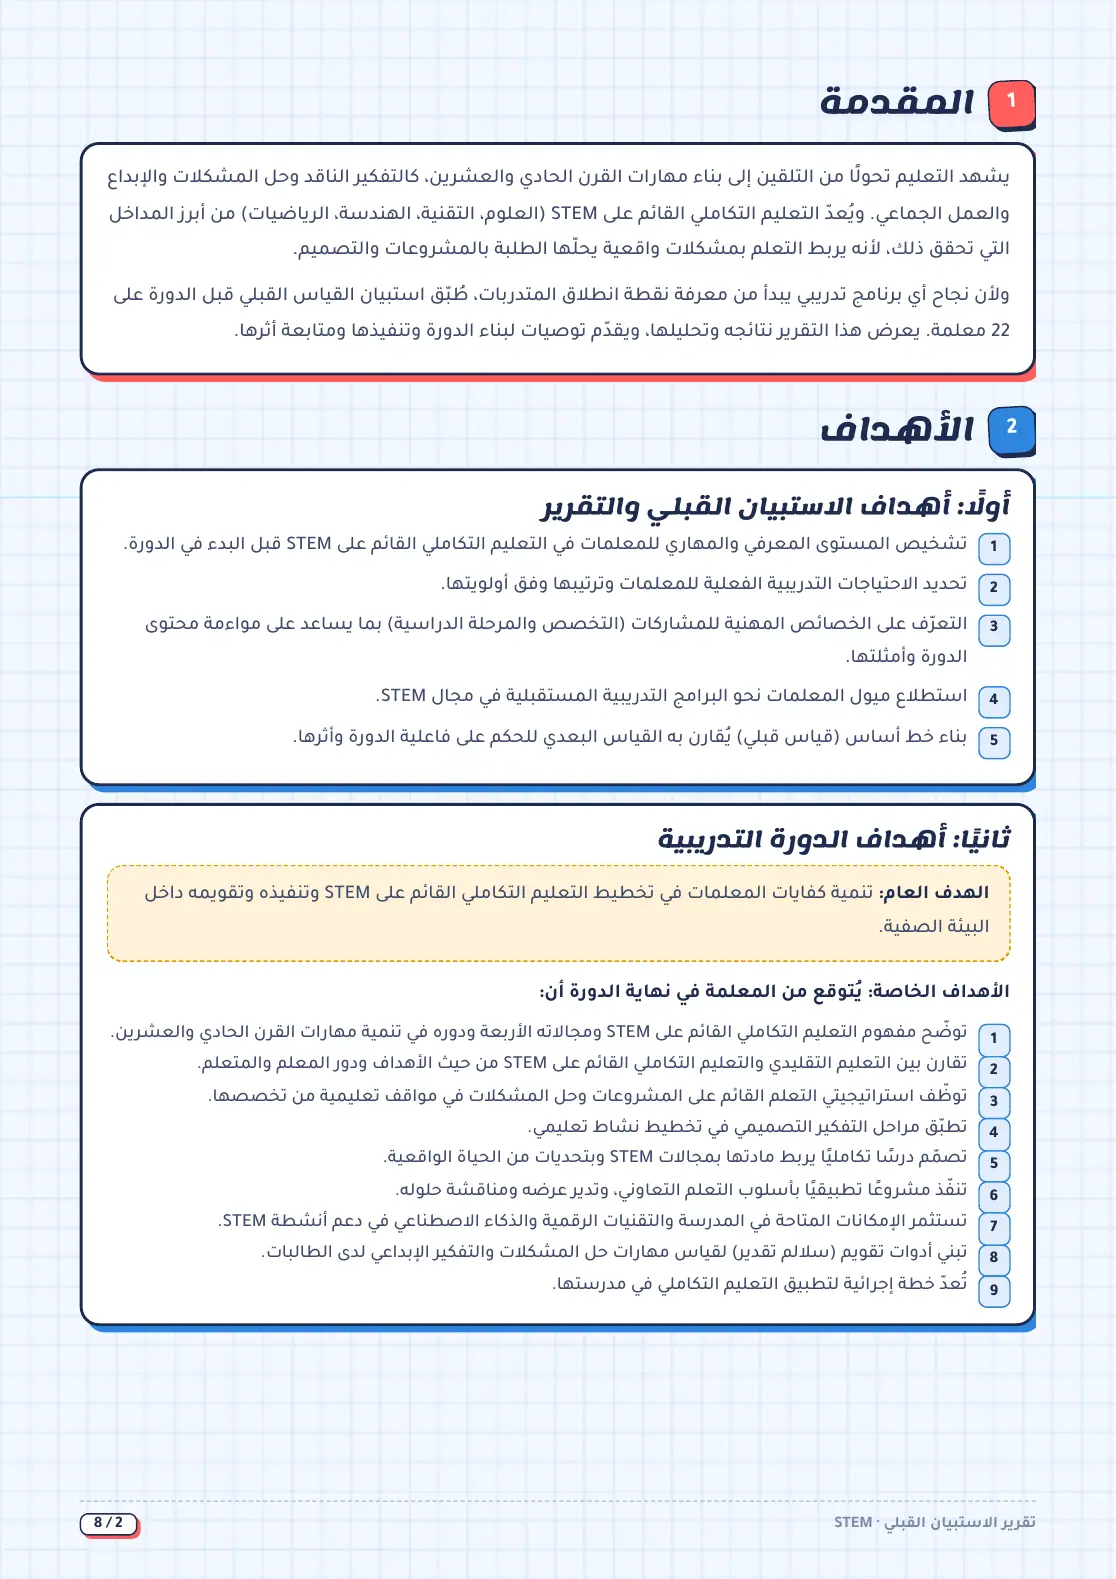 1 المقدمة
يشهد التعليم تحولًا من التلقين إلى بناء مهارات القرن الحادي والعشرين، كالتفكير الناقد وحل المشكلات والإبداع
والعمل الجماعي. ويُعدّ التعليم التكاملي القائم على STEM (العلوم، التقنية، الهندسة، الرياضيات) من أبرز المداخل
التي تحقق ذلك، لأنه يربط التعلم بمشكلات واقعية يحلّها الطلبة بالمشروعات والتصميم.
ولأن نجاح أي برنامج تدريبي يبدأ من معرفة نقطة انطلاق المتدربات، طُبّق استبيان القياس القبلي قبل الدورة على
22 معلمة. يعرض هذا التقرير نتائجه وتحليلها، ويقدّم توصيات لبناء الدورة وتنفيذها ومتابعة أثرها.
2 الأهداف
أولًا: أهداف الاستبيان القبلي والتقرير
1 تشخيص المستوى المعرفي والمهاري للمعلمات في التعليم التكاملي القائم على STEM قبل البدء في الدورة.
2 تحديد الاحتياجات التدريبية الفعلية للمعلمات وترتيبها وفق أولويتها.
3 التعرّف على الخصائص المهنية للمشاركات (التخصص والمرحلة الدراسية) بما يساعد على مواءمة محتوى
الدورة وأمثلتها.
4 استطلاع ميول المعلمات نحو البرامج التدريبية المستقبلية في مجال STEM.
5 بناء خط أساس (قياس قبلي) يُقارن به القياس البعدي للحكم على فاعلية الدورة وأثرها.
ثانيًا: أهداف الدورة التدريبية
الهدف العام: تنمية كفايات المعلمات في تخطيط التعليم التكاملي القائم على STEM وتنفيذه وتقويمه داخل
البيئة الصفية.
الأهداف الخاصة: يُتوقع من المعلمة في نهاية الدورة أن:
1 توضّح مفهوم التعليم التكاملي القائم على STEM ومجالاته الأربعة ودوره في تنمية مهارات القرن الحادي والعشرين.
2 تقارن بين التعليم التقليدي والتعليم التكاملي القائم على STEM من حيث الأهداف ودور المعلم والمتعلم.
3 توظّف استراتيجيتي التعلم القائم على المشروعات وحل المشكلات في مواقف تعليمية من تخصصها.
4 تطبّق مراحل التفكير التصميمي في تخطيط نشاط تعليمي.
5 تصمّم درسًا تكامليًا يربط مادتها بمجالات STEM وبتحديات من الحياة الواقعية.
6 تنفّذ مشروعًا تطبيقيًا بأسلوب التعلم التعاوني، وتدير عرضه ومناقشة حلوله.
7 تستثمر الإمكانات المتاحة في المدرسة والتقنيات الرقمية والذكاء الاصطناعي في دعم أنشطة STEM.
8 تبني أدوات تقويم (سلالم تقدير) لقياس مهارات حل المشكلات والتفكير الإبداعي لدى الطالبات.
9 تُعدّ خطة إجرائية لتطبيق التعليم التكاملي في مدرستها.
تقرير الاستبيان القبلي · STEM
8 / 2